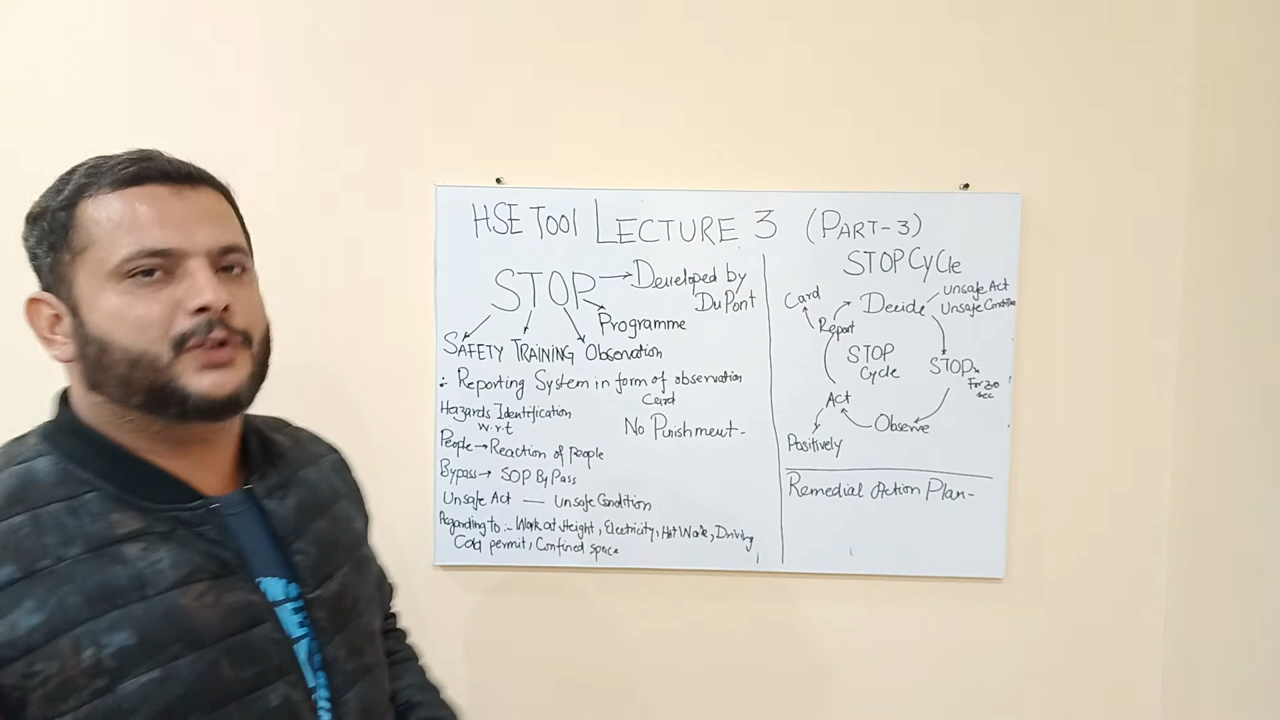 HSE TOOl LECTURE 3 (PART-3)
STOP → Developed by
DuPont
Programme
SAFETY TRAINING Observation
∴ Reporting System in form of observation
Card
Hazards Identification
w.r.t
No Punishment-
People → Reaction of people
Bypass → SOP By Pass
Unsafe Act — Unsafe Condition
Regarding to :- Work at Height, Electricity, Hot Work, Driving
Cold permit, Confined space
STOP CyCle
Card
Decide
Unsafe Act
Unsafe Condition
Report
STOP
Cycle
STOP
For 30
sec
Act
Observe
Positively
Remedial Action Plan-